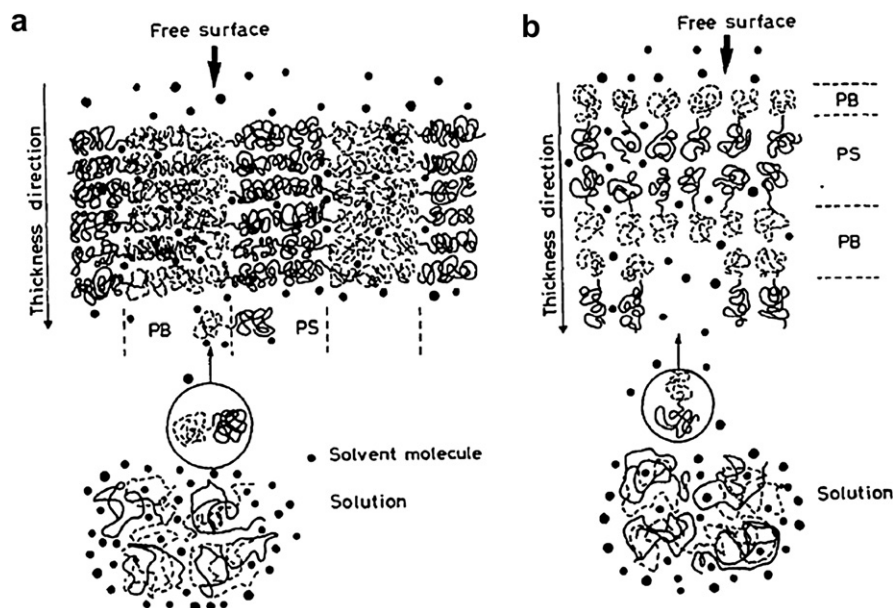 a
Free surface
Thickness direction
PB
PS
Solvent molecule
Solution
b
Free surface
Thickness direction
PB
PS
PB
Solution